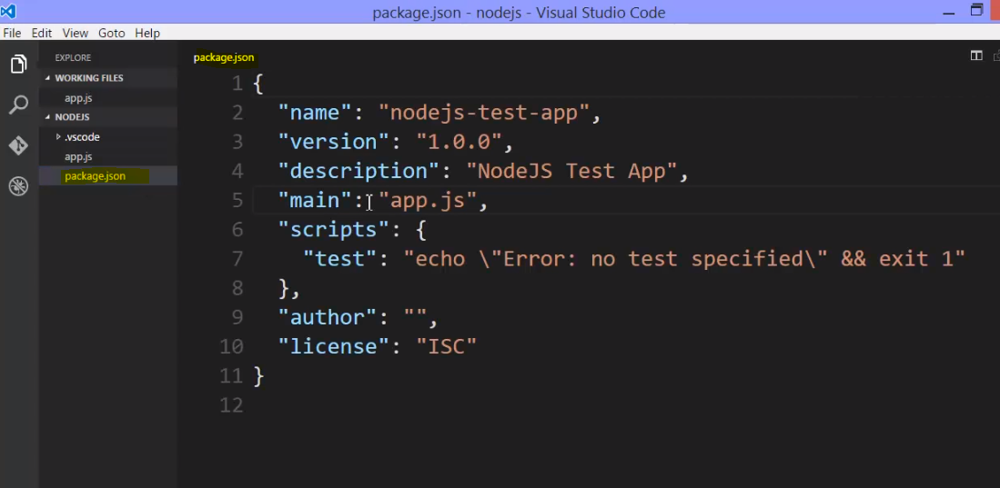 package.json - nodejs - Visual Studio Code
File Edit View Goto Help
EXPLORE
WORKING FILES
app.js
NODEJS
.vscode
app.js
package.json
package.json
1 {
2 "name": "nodejs-test-app",
3 "version": "1.0.0",
4 "description": "NodeJS Test App",
5 "main": "app.js",
6 "scripts": {
7 "test": "echo \"Error: no test specified\" && exit 1"
8 },
9 "author": "",
10 "license": "ISC"
11 }
12